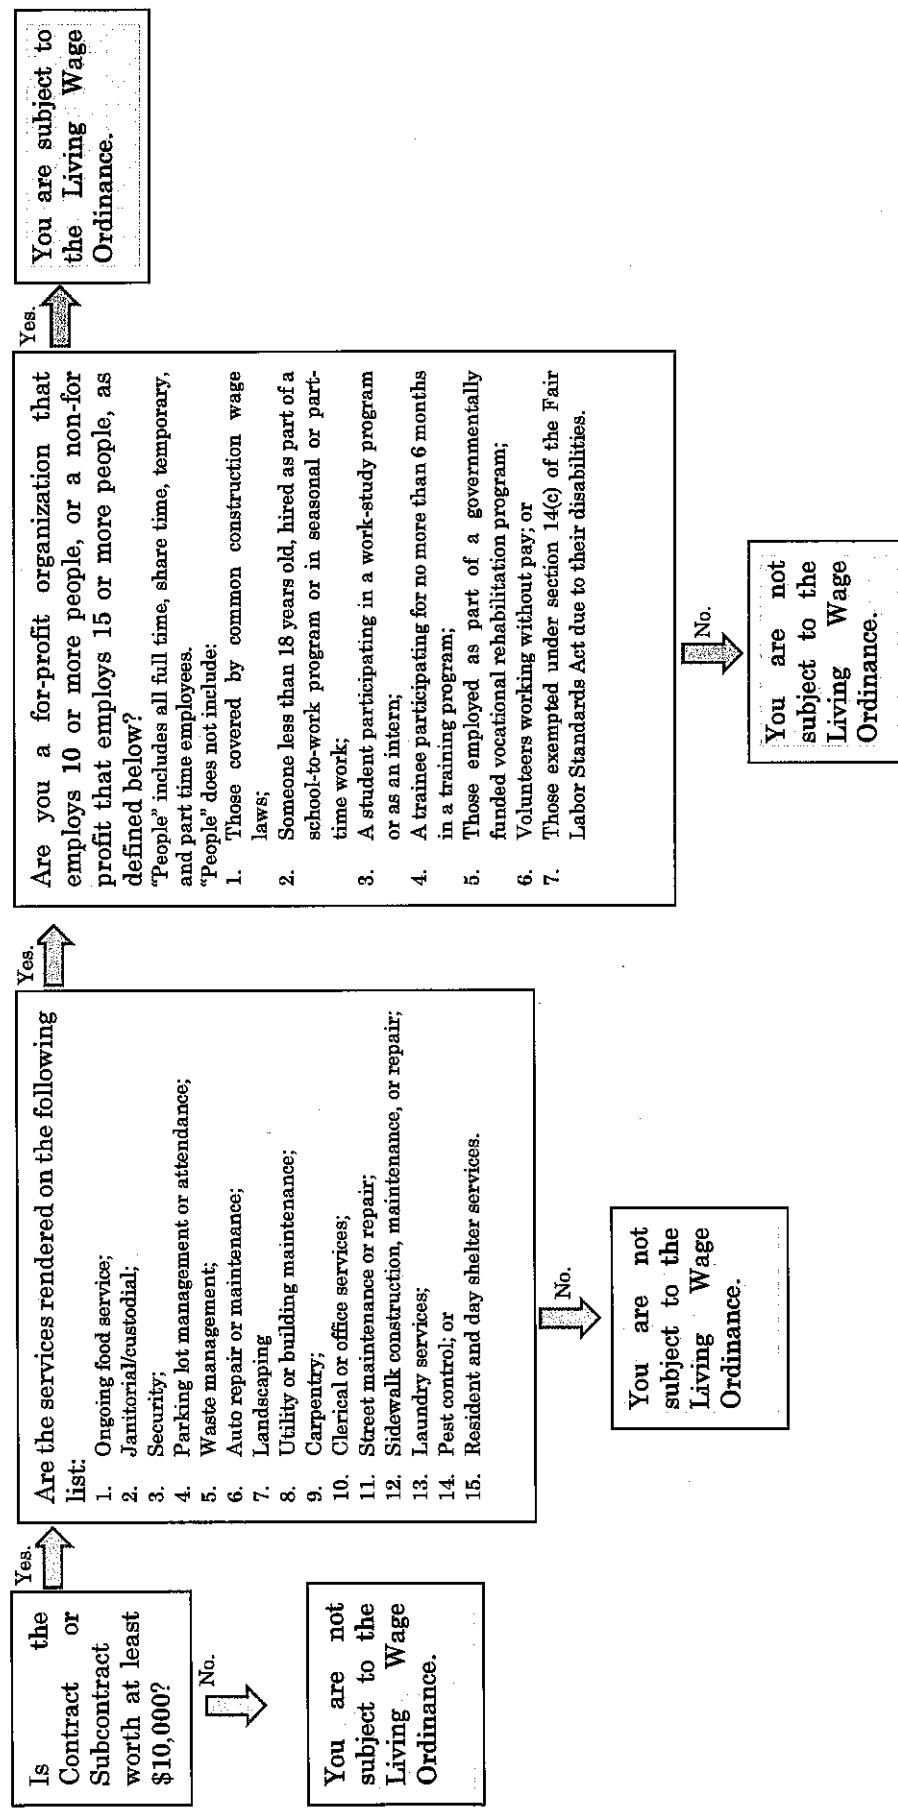 Is the
Contract or
Subcontract
worth at least
$10,000?
Yes.
No.
You are not
subject to the
Living Wage
Ordinance.
Are the services rendered on the following
list:
1. Ongoing food service;
2. Janitorial/custodial;
3. Security;
4. Parking lot management or attendance;
5. Waste management;
6. Auto repair or maintenance;
7. Landscaping
8. Utility or building maintenance;
9. Carpentry;
10. Clerical or office services;
11. Street maintenance or repair;
12. Sidewalk construction, maintenance, or repair;
13. Laundry services;
14. Pest control; or
15. Resident and day shelter services.
Yes.
No.
You are not
subject to the
Living Wage
Ordinance.
Are you a for-profit organization that
employs 10 or more people, or a non-for
profit that employs 15 or more people, as
defined below?
"People" includes all full time, share time, temporary,
and part time employees.
"People" does not include:
1. Those covered by common construction wage
laws;
2. Someone less than 18 years old, hired as part of a
school-to-work program or in seasonal or part-
time work;
3. A student participating in a work-study program
or as an intern;
4. A trainee participating for no more than 6 months
in a training program;
5. Those employed as part of a governmentally
funded vocational rehabilitation program;
6. Volunteers working without pay; or
7. Those exempted under section 14(c) of the Fair
Labor Standards Act due to their disabilities.
Yes.
No.
You are not
subject to the
Living Wage
Ordinance.
You are subject to
the Living Wage
Ordinance.